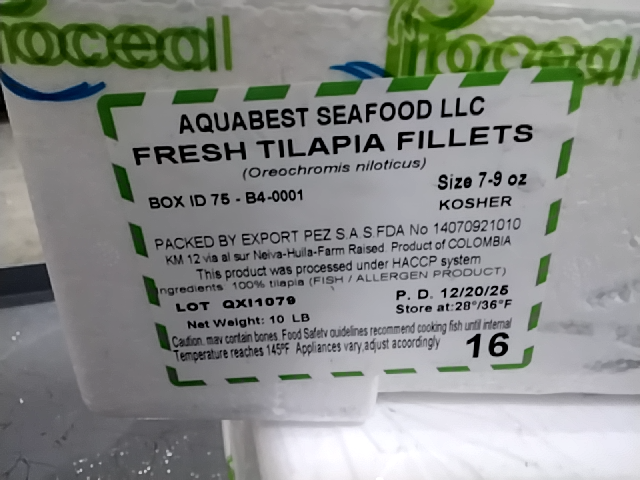 Proceal Proceal
AQUABEST SEAFOOD LLC
FRESH TILAPIA FILLETS
(Oreochromis niloticus)
Size 7-9 oz
BOX ID 75 - B4-0001
KOSHER
PACKED BY EXPORT PEZ S.A.S.FDA No 14070921010
KM 12 via al sur Neiva-Huila-Farm Raised. Product of COLOMBIA
This product was processed under HACCP system
Ingredients 100% tilapia (FISH / ALLERGEN PRODUCT)
LOT QXI1079
P. D. 12/20/25
Net Weight: 10 LB
Store at:28°/36°F
Caution, may contain bones. Food Safety guidelines recommend cooking fish until internal
Temperature reaches 145ºF Appliances vary,adjust accordingly
16